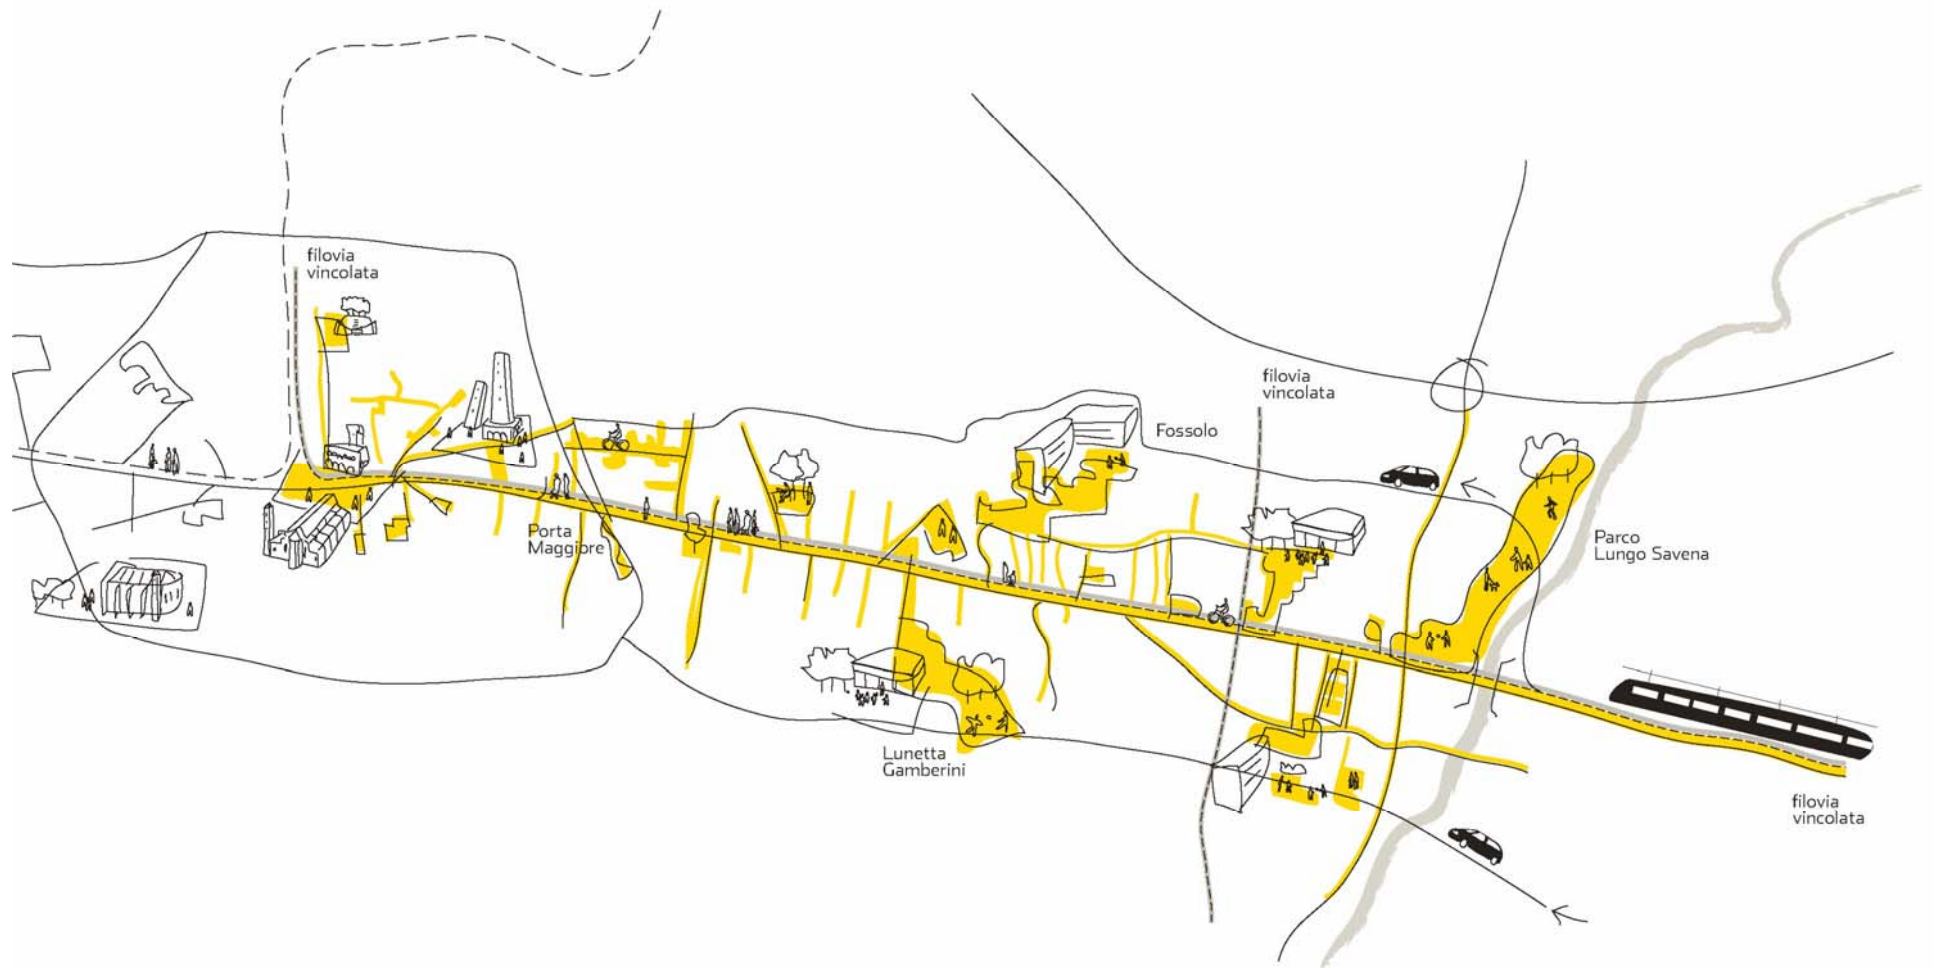 filovia
vincolata
filovia
vincolata
Fossolo
Porta
Maggiore
Parco
Lungo Savena
Lunetta
Gamberini
filovia
vincolata